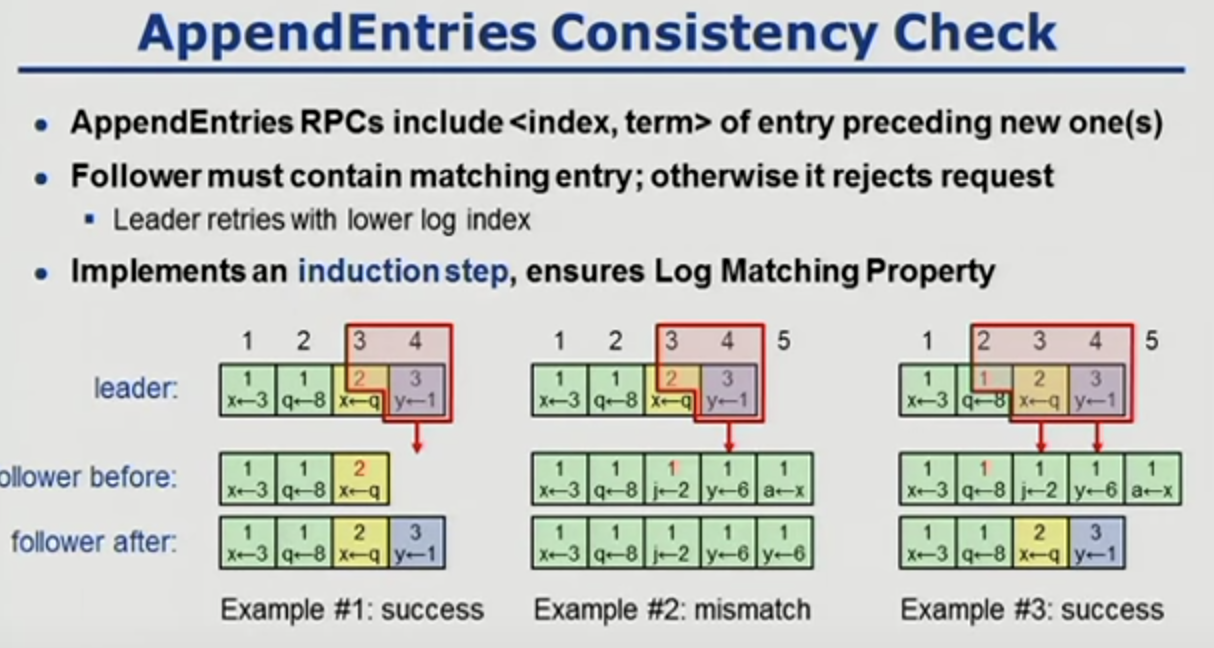 AppendEntries Consistency Check
• AppendEntries RPCs include <index, term> of entry preceding new one(s)
• Follower must contain matching entry; otherwise it rejects request
▪ Leader retries with lower log index
• Implements an induction step, ensures Log Matching Property
1 2 3 4 1 2 3 4 5 1 2 3 4 5
leader: 1 1 2 3 1 1 2 3 1 1 2 3
x←3 q←8 x←q y←1 x←3 q←8 x←q y←1 x←3 q←8 x←q y←1
ollower before: 1 1 2 1 1 1 1 1 1 1 1 1 1
x←3 q←8 x←q x←3 q←8 j←2 y←6 a←x x←3 q←8 j←2 y←6 a←x
follower after: 1 1 2 3 1 1 1 1 1 1 1 2 3
x←3 q←8 x←q y←1 x←3 q←8 j←2 y←6 y←6 x←3 q←8 x←q y←1
Example #1: success Example #2: mismatch Example #3: success